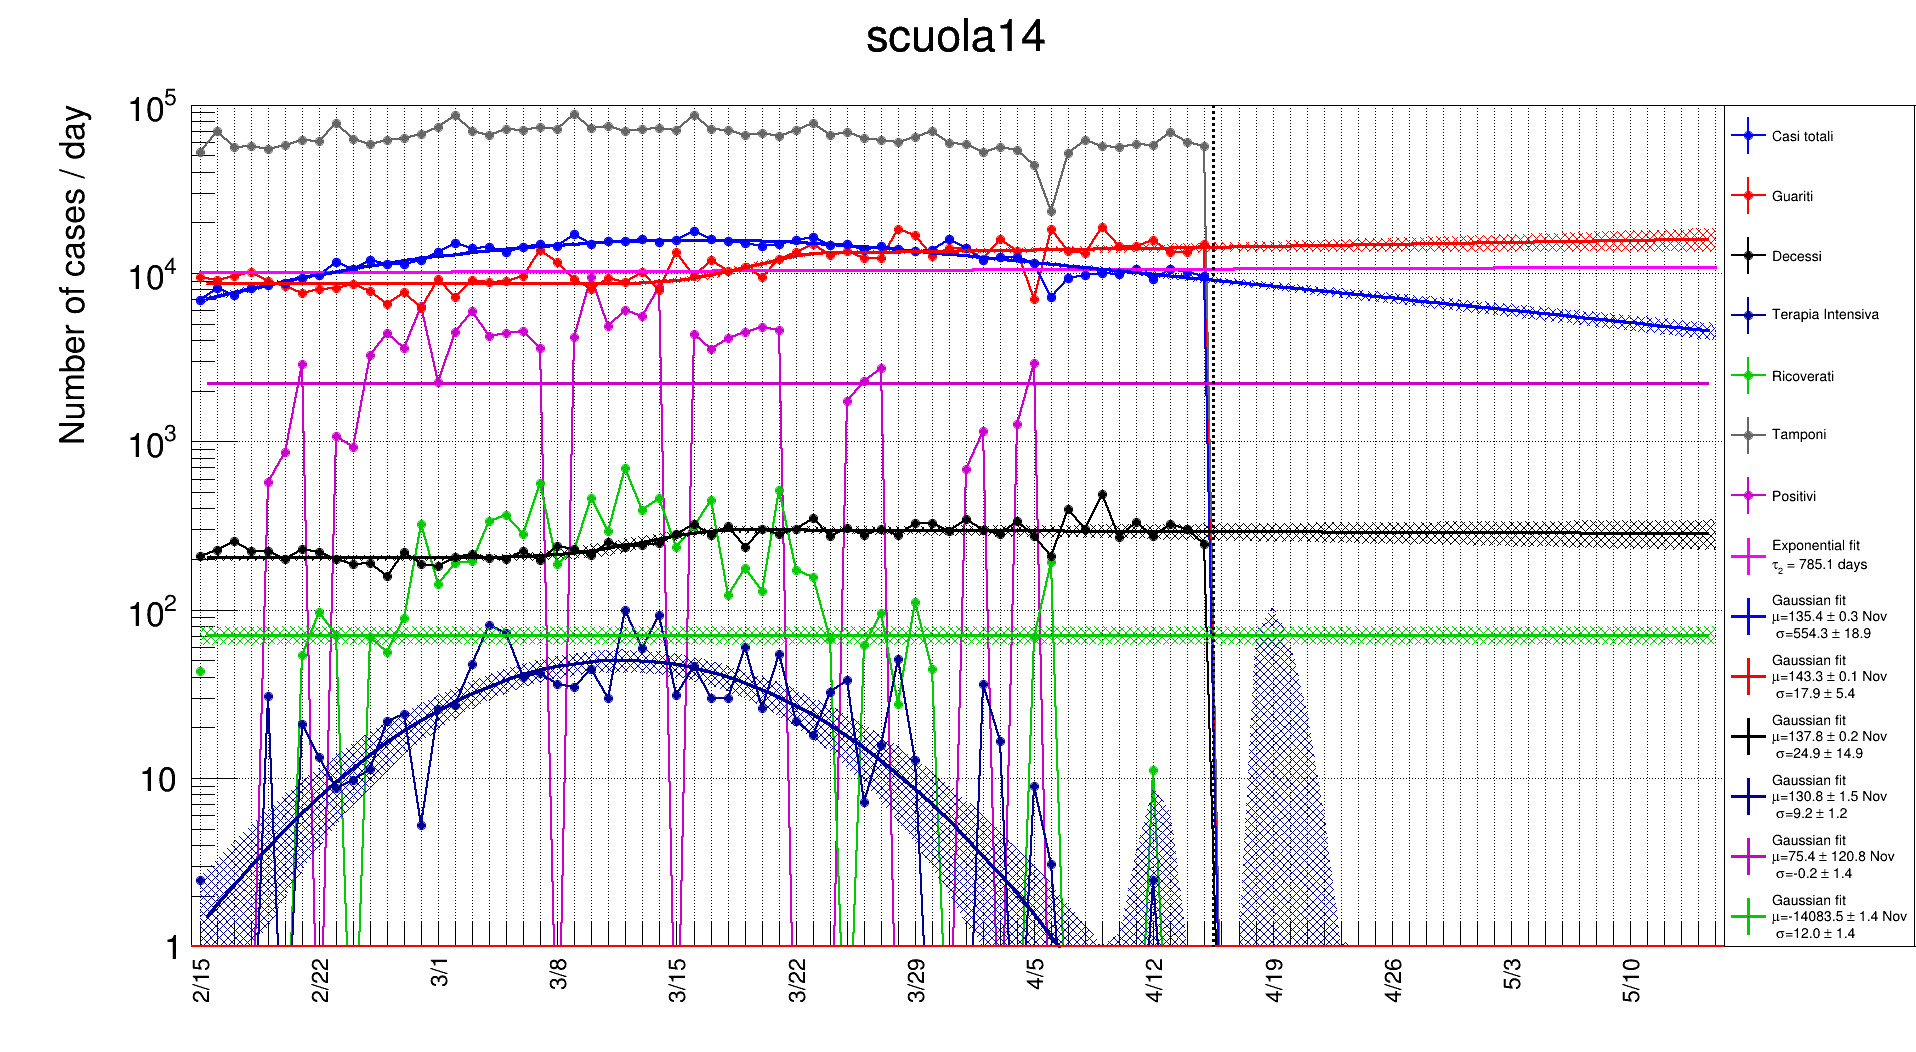 scuola14
Number of cases / day
10^5
10^4
10^3
10^2
10
1
2/15
2/22
3/1
3/8
3/15
3/22
3/29
4/5
4/12
4/19
4/26
5/3
5/10
Casi totali
Guariti
Decessi
Terapia Intensiva
Ricoverati
Tamponi
Positivi
Exponential fit
τ₂ = 785.1 days
Gaussian fit
μ=135.4 ± 0.3 Nov
σ=554.3 ± 18.9
Gaussian fit
μ=143.3 ± 0.1 Nov
σ=17.9 ± 5.4
Gaussian fit
μ=137.8 ± 0.2 Nov
σ=24.9 ± 14.9
Gaussian fit
μ=130.8 ± 1.5 Nov
σ=9.2 ± 1.2
Gaussian fit
μ=75.4 ± 120.8 Nov
σ=-0.2 ± 1.4
Gaussian fit
μ=-14083.5 ± 1.4 Nov
σ=12.0 ± 1.4